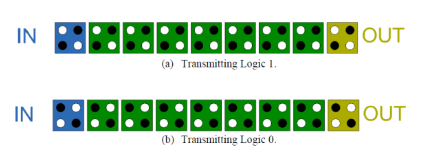 IN OUT
(a) Transmitting Logic 1.
IN OUT
(b) Transmitting Logic 0.